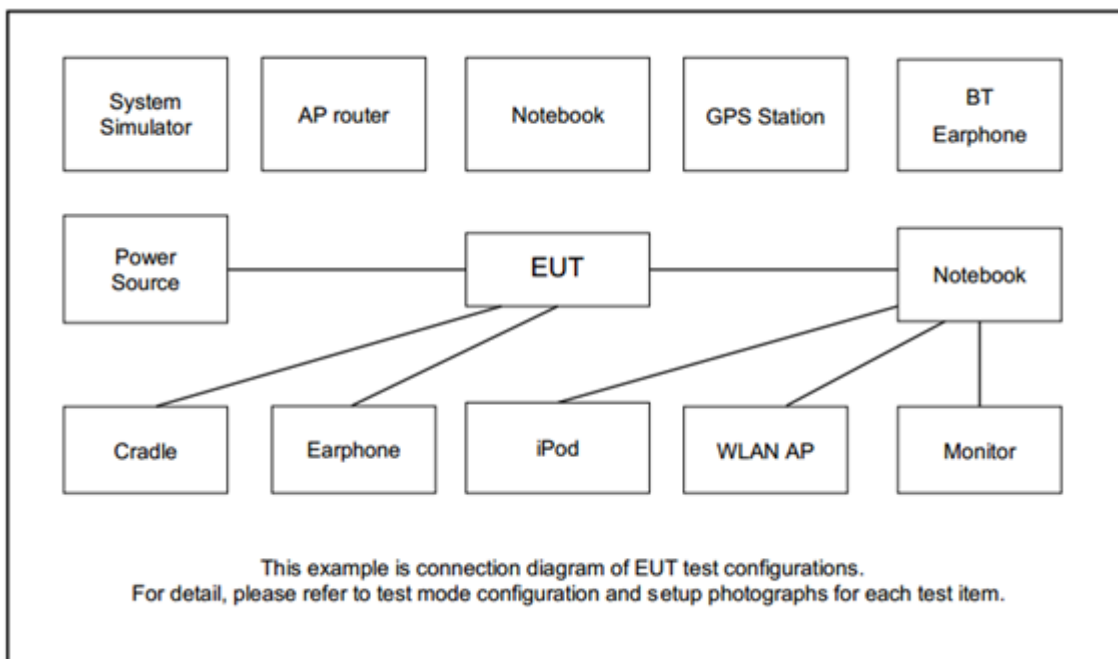 System
Simulator
AP router
Notebook
GPS Station
BT
Earphone
Power
Source
EUT
Notebook
Cradle
Earphone
iPod
WLAN AP
Monitor
This example is connection diagram of EUT test configurations.
For detail, please refer to test mode configuration and setup photographs for each test item.